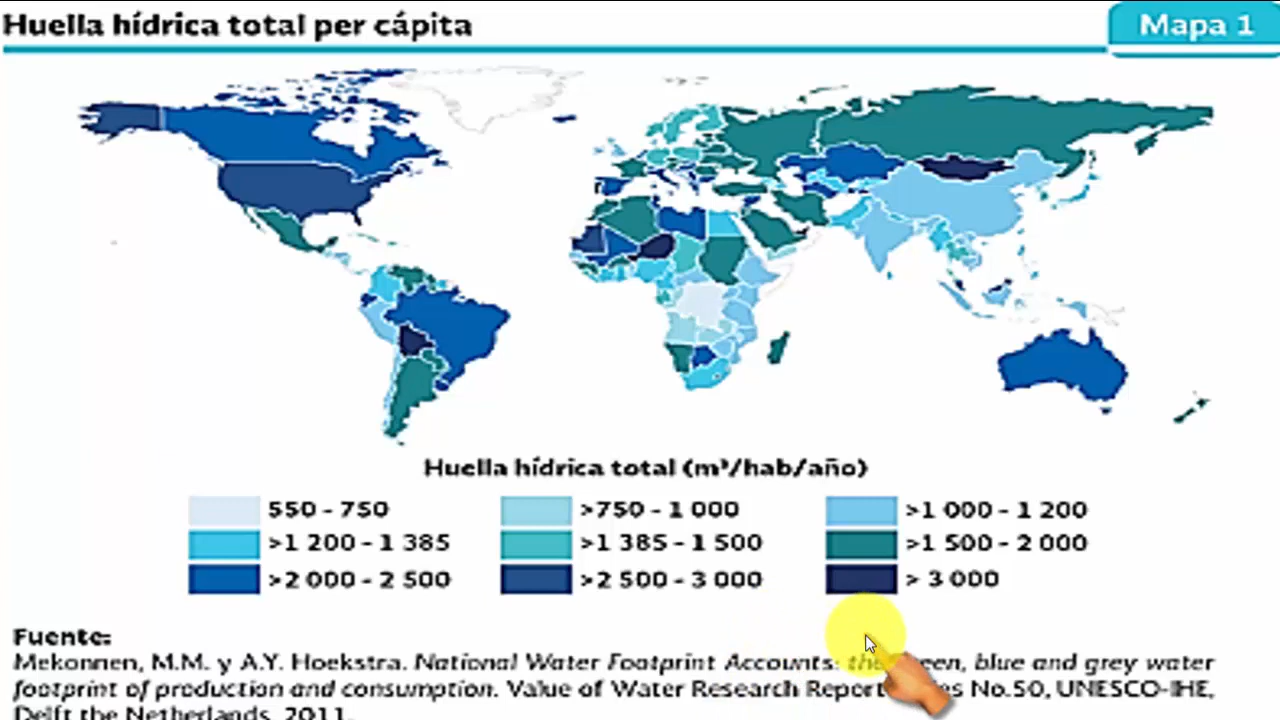 Huella hídrica total per cápita
Mapa 1
Huella hídrica total (m³/hab/año)
550 - 750
>750 - 1 000
>1 000 - 1 200
>1 200 - 1 385
>1 385 - 1 500
>1 500 - 2 000
>2 000 - 2 500
>2 500 - 3 000
> 3 000
Fuente:
Mekonnen, M.M. y A.Y. Hoekstra. National Water Footprint Accounts: blue and grey water
footprint of production and consumption. Value of Water Research Report No.50, UNESCO-IHE,
Delft the Netherlands, 2011.